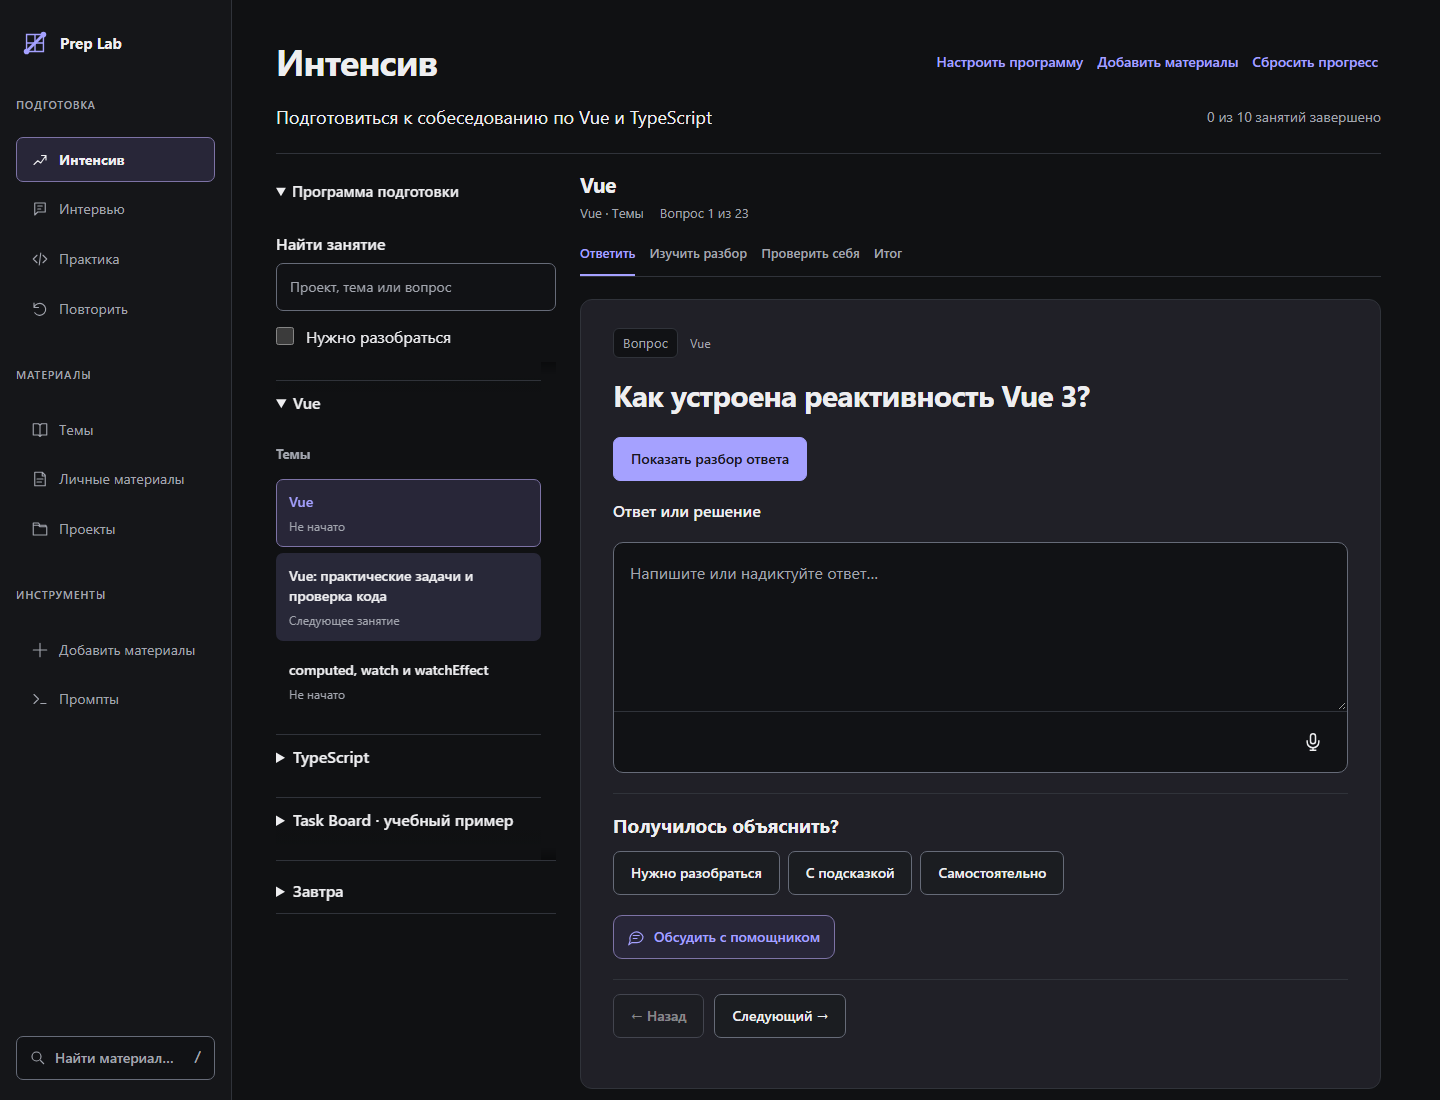 Prep Lab
ПОДГОТОВКА
Интенсив
Интервью
Практика
Повторить
МАТЕРИАЛЫ
Темы
Личные материалы
Проекты
ИНСТРУМЕНТЫ
Добавить материалы
Промпты
Найти материал... /
Интенсив
Настроить программу Добавить материалы Сбросить прогресс
Подготовиться к собеседованию по Vue и TypeScript
0 из 10 занятий завершено
▼ Программа подготовки
Найти занятие
Проект, тема или вопрос
Нужно разобраться
▼ Vue
Темы
Vue
Не начато
Vue: практические задачи и
проверка кода
Следующее занятие
computed, watch и watchEffect
Не начато
▶ TypeScript
▶ Task Board · учебный пример
▶ Завтра
Vue
Vue · Темы Вопрос 1 из 23
Ответить Изучить разбор Проверить себя Итог
Вопрос Vue
Как устроена реактивность Vue 3?
Показать разбор ответа
Ответ или решение
Напишите или надиктуйте ответ...
Получилось объяснить?
Нужно разобраться С подсказкой Самостоятельно
Обсудить с помощником
← Назад Следующий →